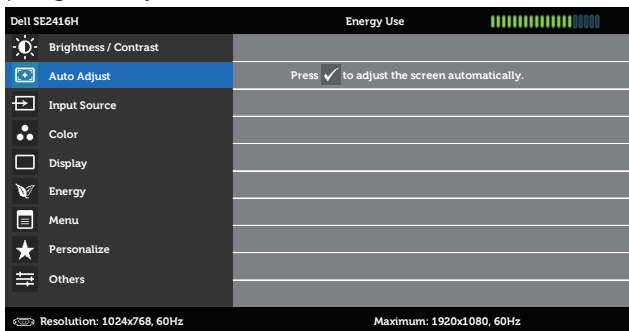 Dell SE2416H Energy Use
Brightness / Contrast
Auto Adjust Press to adjust the screen automatically.
Input Source
Color
Display
Energy
Menu
Personalize
Others
Resolution: 1024x768, 60Hz Maximum: 1920x1080, 60Hz